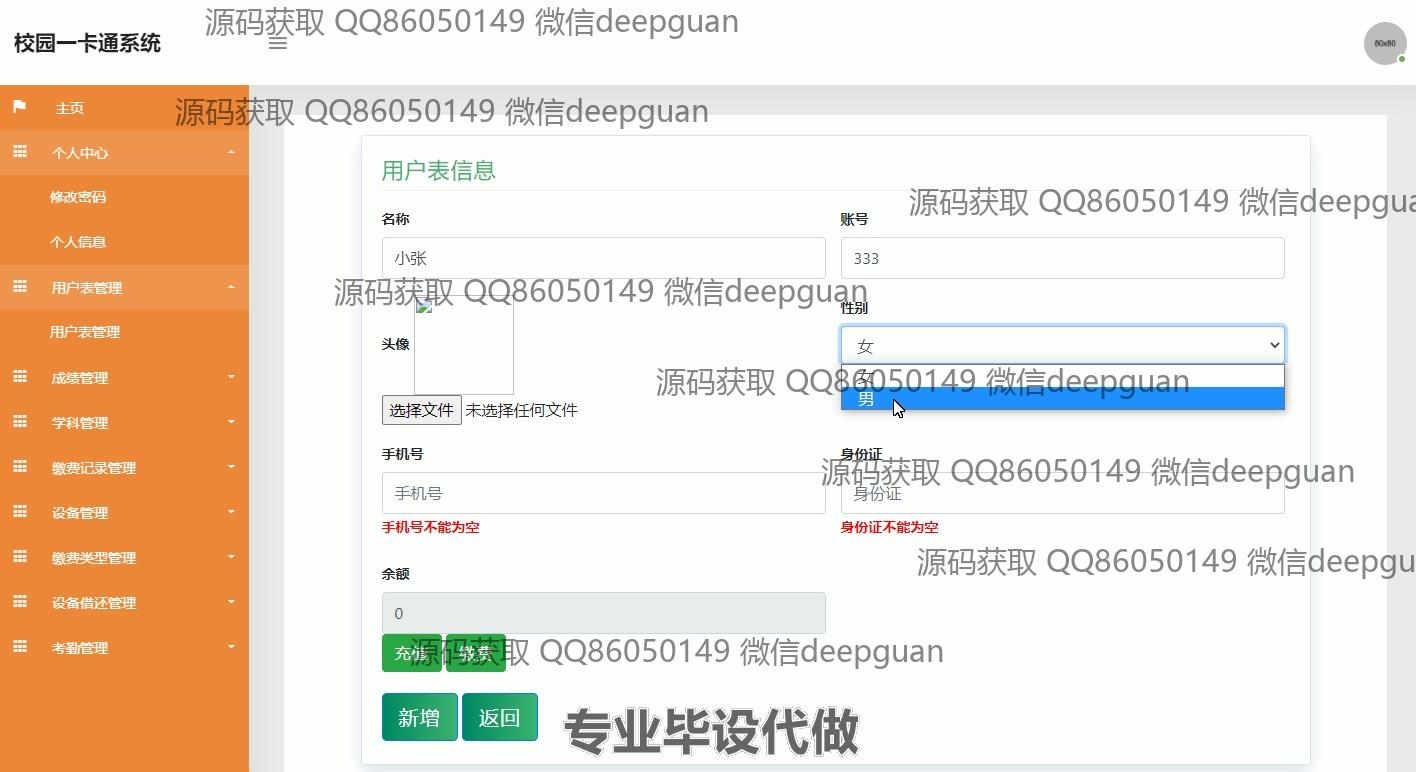 源码获取 QQ86050149 微信deepguan
校园一卡通系统
80x80
主页
源码获取 QQ86050149 微信deepguan
个人中心
修改密码
个人信息
用户表管理
用户表管理
成绩管理
学科管理
缴费记录管理
设备管理
缴费类型管理
设备借还管理
考勤管理
用户表信息
源码获取 QQ86050149 微信deepgua
名称
账号
小张
333
源码获取 QQ86050149 微信deepguan
头像
性别
女
女
男
源码获取 QQ86050149 微信deepguan
选择文件 未选择任何文件
手机号
身份证
源码获取 QQ86050149 微信deepguan
手机号
身份证
手机号不能为空
身份证不能为空
源码获取 QQ86050149 微信deepgu
余额
0
充值 缴费
源码获取 QQ86050149 微信deepguan
新增 返回
专业毕设代做